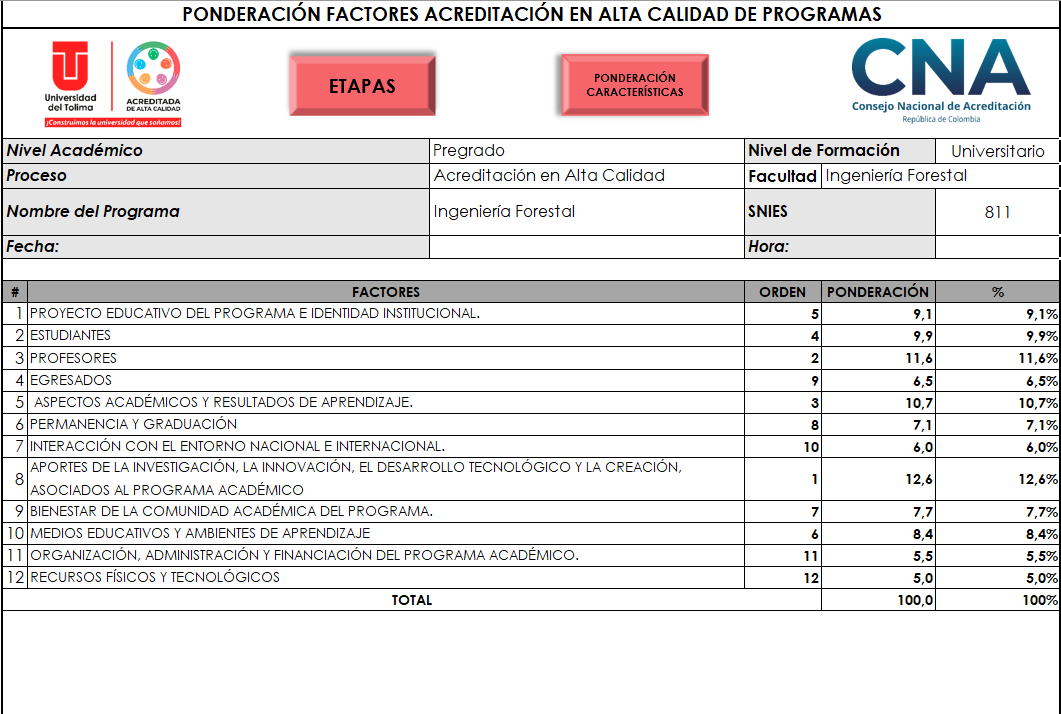 PONDERACIÓN FACTORES ACREDITACIÓN EN ALTA CALIDAD DE PROGRAMAS
Universidad
del Tolima
ACREDITADA
DE ALTA CALIDAD
¡Construimos la universidad que soñamos!
ETAPAS
PONDERACIÓN
CARACTERÍSTICAS
CNA
Consejo Nacional de Acreditación
República de Colombia
Nivel Académico Pregrado Nivel de Formación Universitario
Proceso Acreditación en Alta Calidad Facultad Ingeniería Forestal
Nombre del Programa Ingeniería Forestal SNIES 811
Fecha: Hora:
# FACTORES ORDEN PONDERACIÓN %
1 PROYECTO EDUCATIVO DEL PROGRAMA E IDENTIDAD INSTITUCIONAL. 5 9,1 9,1%
2 ESTUDIANTES 4 9,9 9,9%
3 PROFESORES 2 11,6 11,6%
4 EGRESADOS 9 6,5 6,5%
5 ASPECTOS ACADÉMICOS Y RESULTADOS DE APRENDIZAJE. 3 10,7 10,7%
6 PERMANENCIA Y GRADUACIÓN 8 7,1 7,1%
7 INTERACCIÓN CON EL ENTORNO NACIONAL E INTERNACIONAL. 10 6,0 6,0%
8 APORTES DE LA INVESTIGACIÓN, LA INNOVACIÓN, EL DESARROLLO TECNOLÓGICO Y LA CREACIÓN,
ASOCIADOS AL PROGRAMA ACADÉMICO 1 12,6 12,6%
9 BIENESTAR DE LA COMUNIDAD ACADÉMICA DEL PROGRAMA. 7 7,7 7,7%
10 MEDIOS EDUCATIVOS Y AMBIENTES DE APRENDIZAJE 6 8,4 8,4%
11 ORGANIZACIÓN, ADMINISTRACIÓN Y FINANCIACIÓN DEL PROGRAMA ACADÉMICO. 11 5,5 5,5%
12 RECURSOS FÍSICOS Y TECNOLÓGICOS 12 5,0 5,0%
TOTAL 100,0 100%